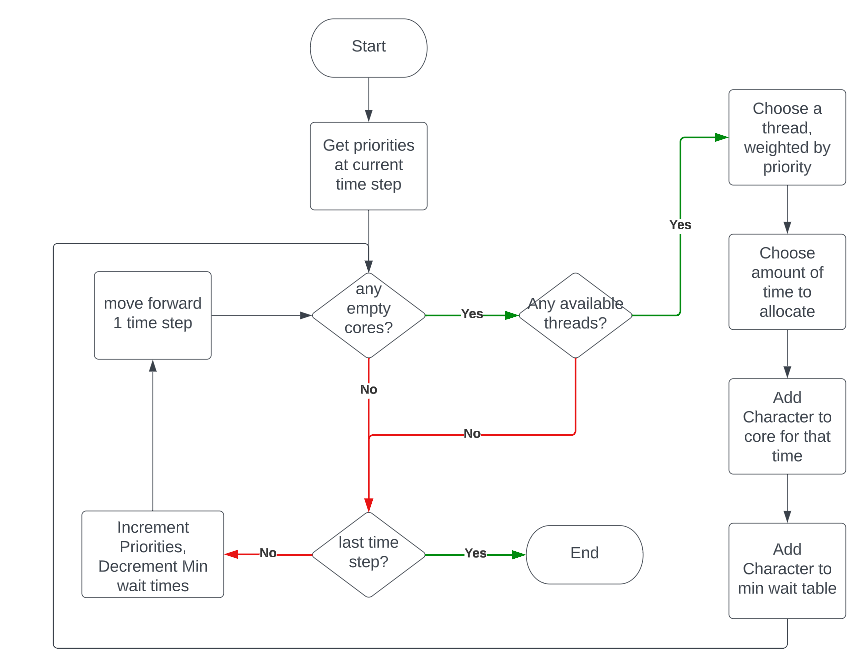 Start
Get priorities
at current
time step
any
empty
cores?
Yes
Any available
threads?
Yes
Choose a
thread,
weighted by
priority
Choose
amount of
time to
allocate
Add
Character to
core for that
time
Add
Character to
min wait table
No
No
last time
step?
Yes
End
No
Increment
Priorities,
Decrement Min
wait times
move forward
1 time step